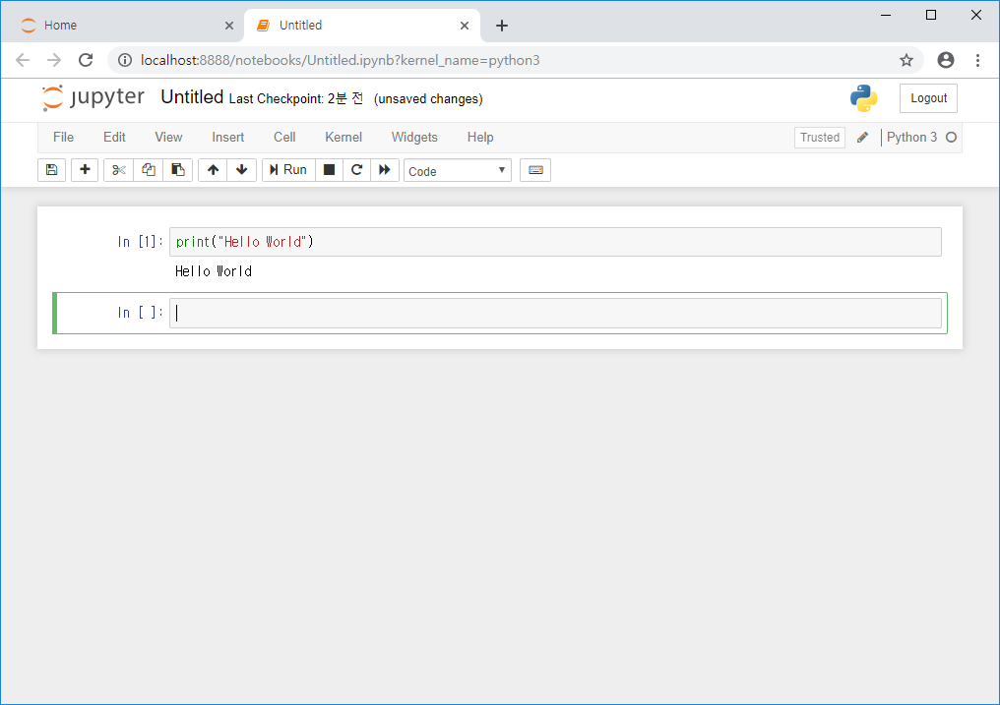 Home Untitled
localhost:8888/notebooks/Untitled.ipynb?kernel_name=python3
jupyter Untitled Last Checkpoint: 2분 전 (unsaved changes) Logout
File Edit View Insert Cell Kernel Widgets Help Trusted Python 3
Run Code
In [1]: print("Hello World")
Hello World
In [ ]: